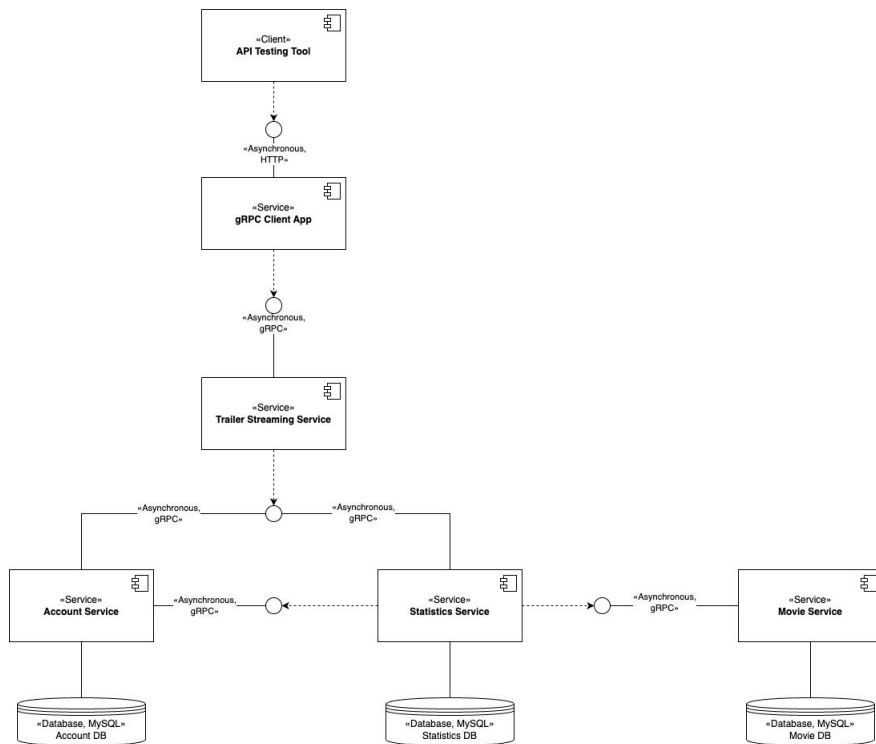 «Client»
API Testing Tool
«Asynchronous,
HTTP»
«Service»
gRPC Client App
«Asynchronous,
gRPC»
«Service»
Trailer Streaming Service
«Asynchronous,
gRPC»
«Asynchronous,
gRPC»
«Service»
Account Service
«Asynchronous,
gRPC»
«Service»
Statistics Service
«Asynchronous,
gRPC»
«Service»
Movie Service
«Database, MySQL»
Account DB
«Database, MySQL»
Statistics DB
«Database, MySQL»
Movie DB